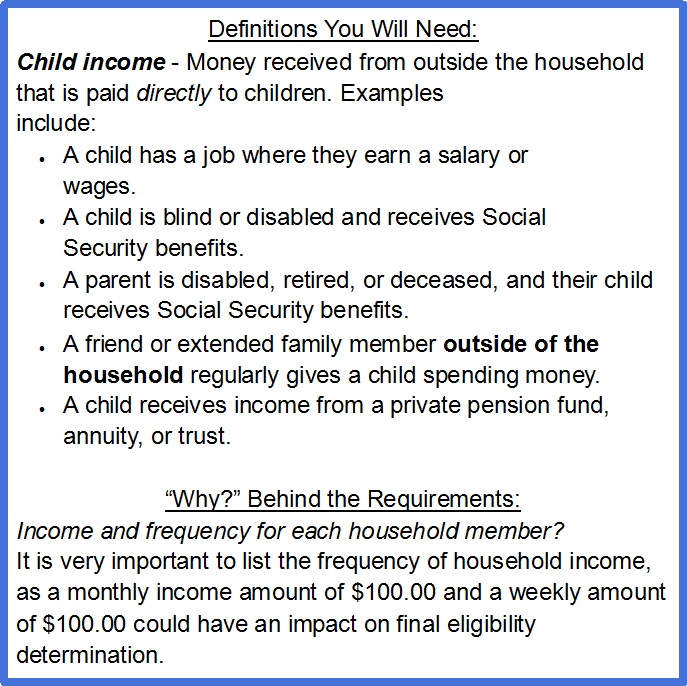 Definitions You Will Need:
Child income - Money received from outside the household
that is paid directly to children. Examples
include:
• A child has a job where they earn a salary or
wages.
• A child is blind or disabled and receives Social
Security benefits.
• A parent is disabled, retired, or deceased, and their child
receives Social Security benefits.
• A friend or extended family member outside of the
household regularly gives a child spending money.
• A child receives income from a private pension fund,
annuity, or trust.
“Why?” Behind the Requirements:
Income and frequency for each household member?
It is very important to list the frequency of household income,
as a monthly income amount of $100.00 and a weekly amount
of $100.00 could have an impact on final eligibility
determination.